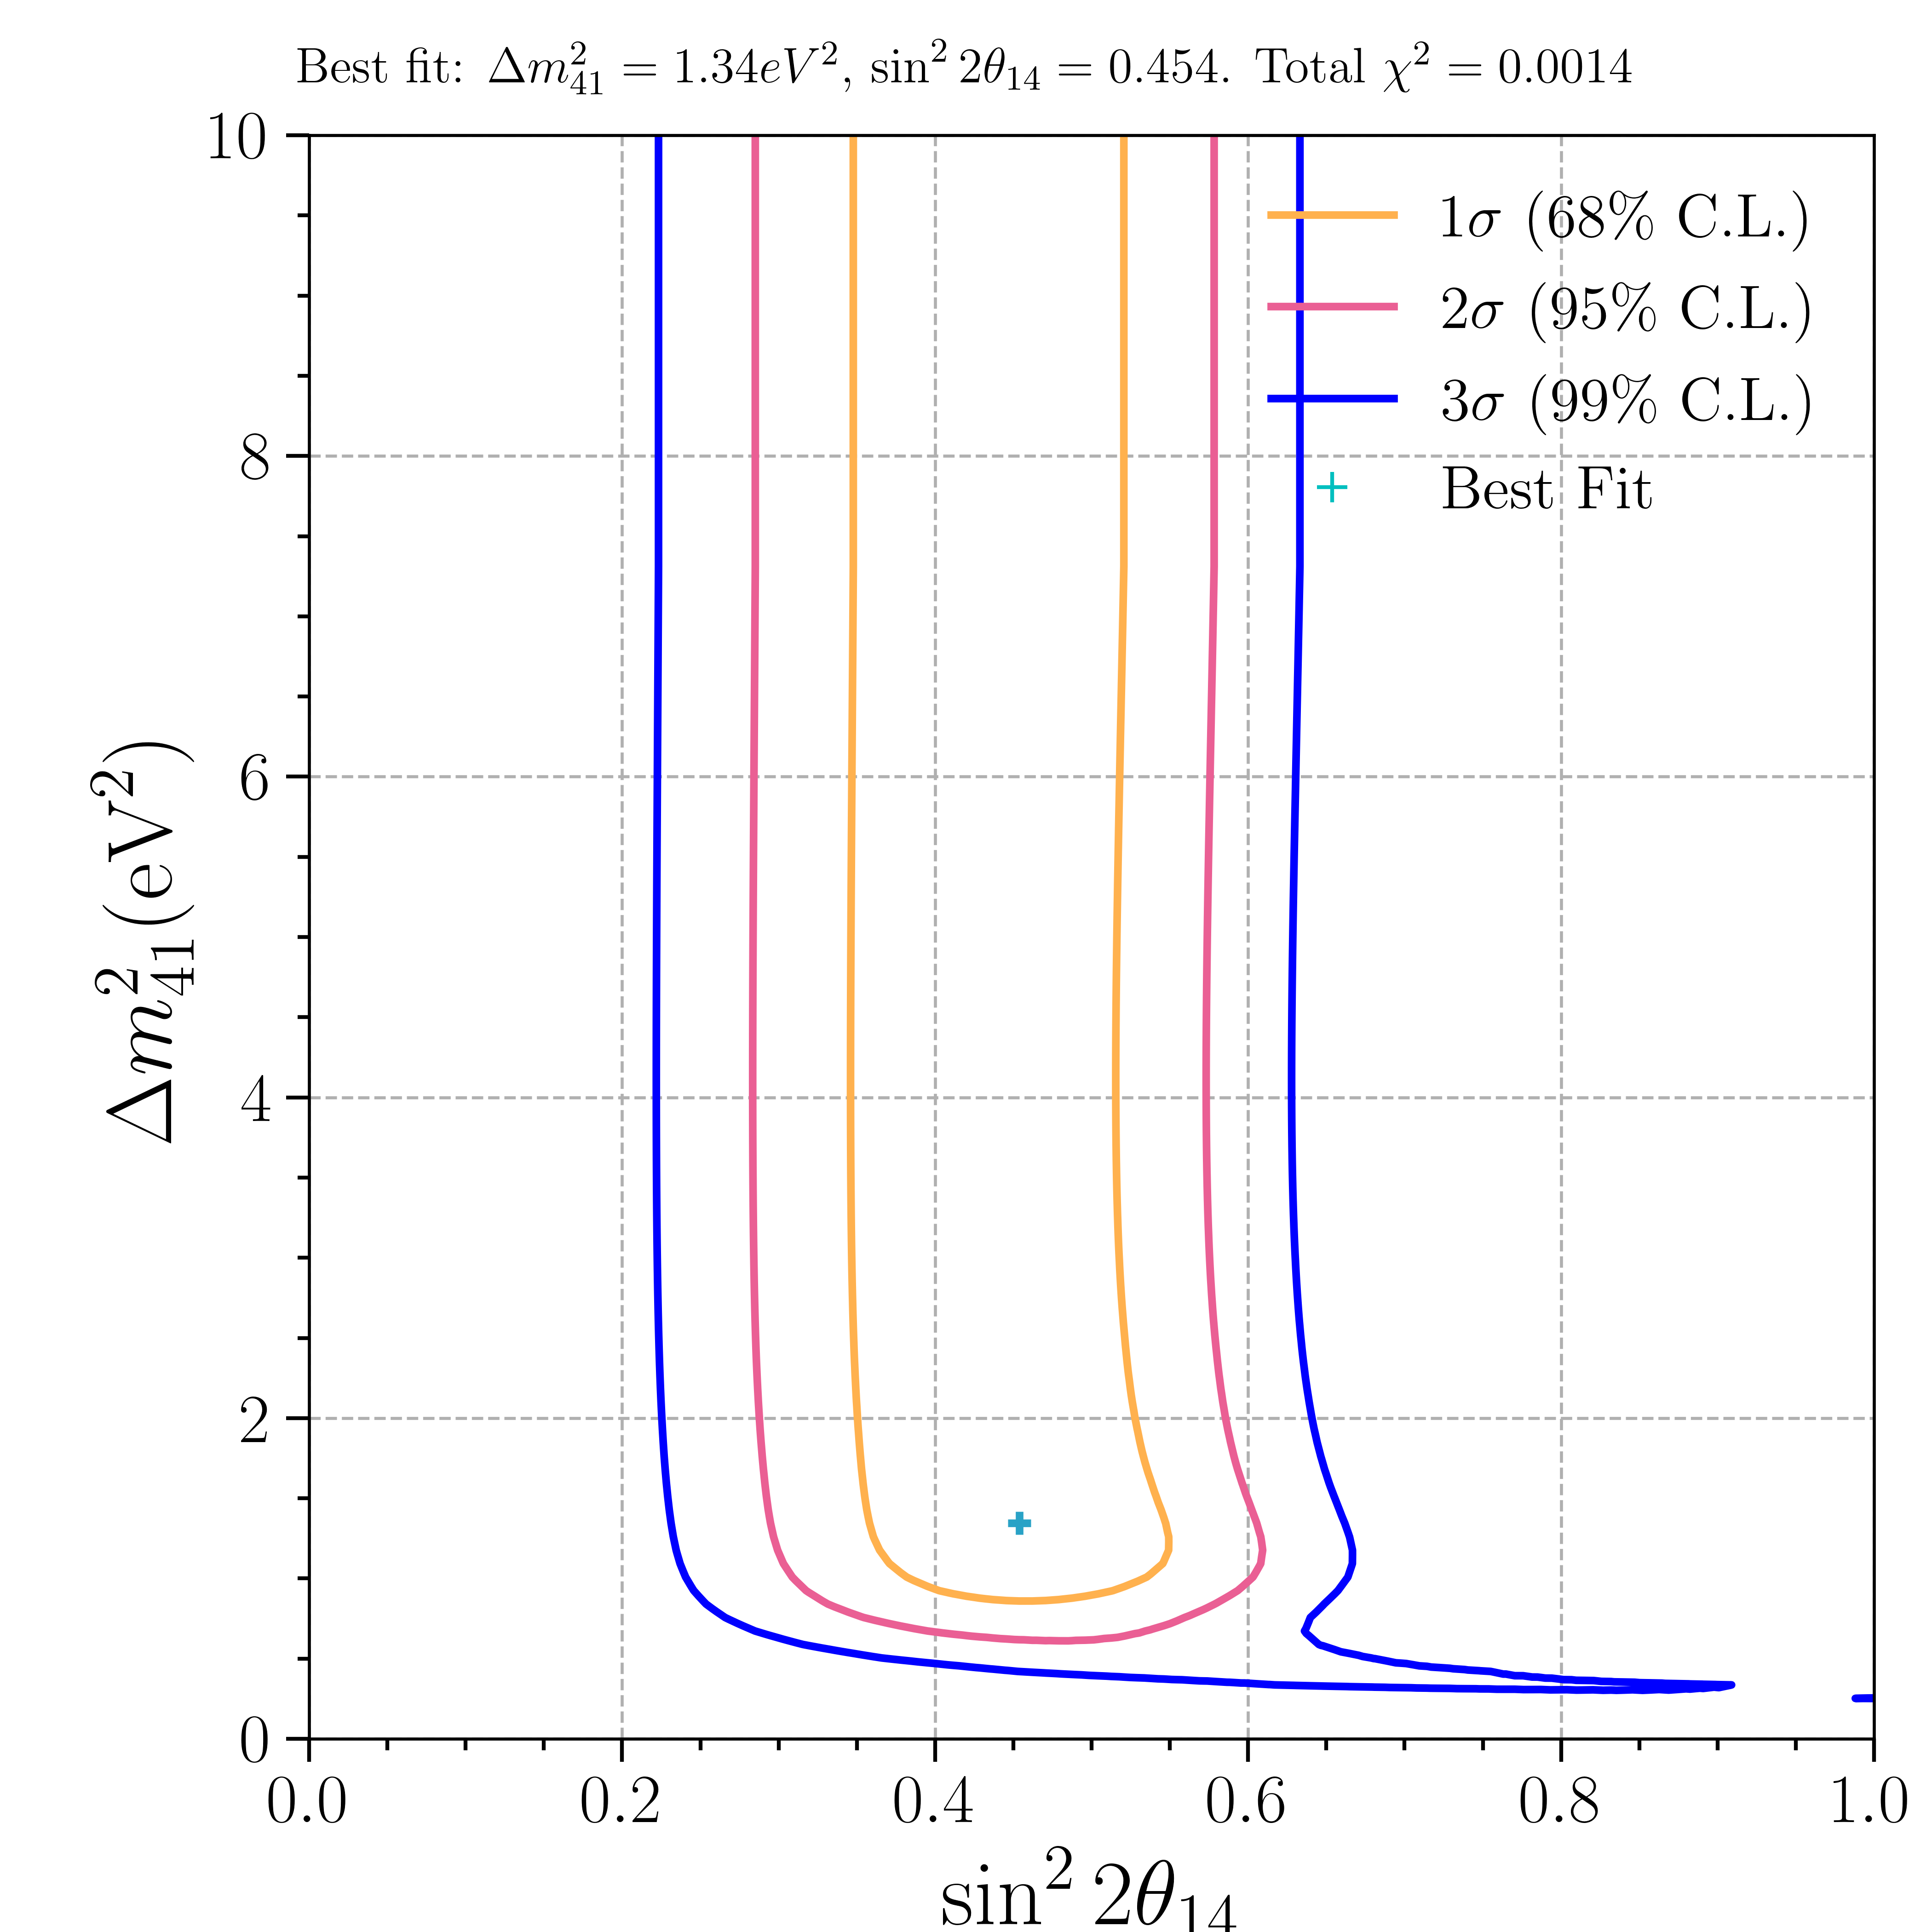 Best fit: Δm²₄₁ = 1.34eV², sin² 2θ₁₄ = 0.454. Total χ² = 0.0014
10
8
6
4
2
0
Δm²₄₁(eV²)
1σ (68% C.L.)
2σ (95% C.L.)
3σ (99% C.L.)
Best Fit
0.0 0.2 0.4 0.6 0.8 1.0
sin² 2θ₁₄